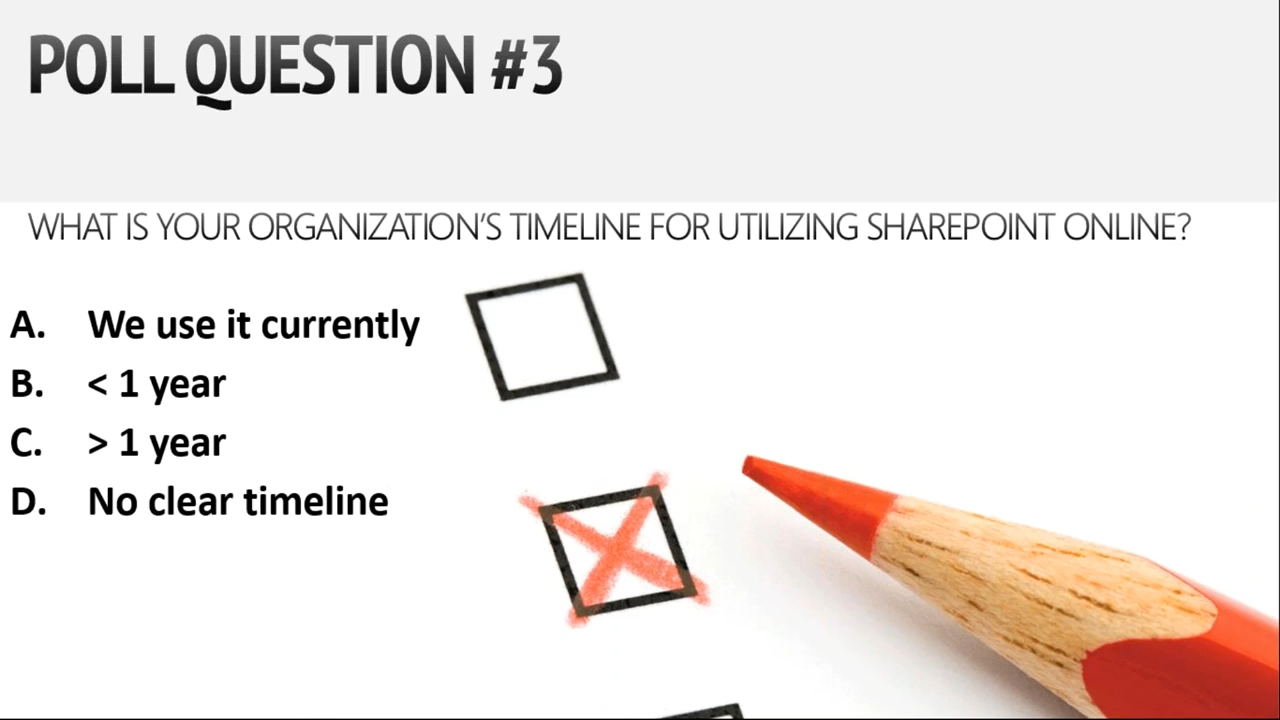 POLL QUESTION #3
WHAT IS YOUR ORGANIZATION'S TIMELINE FOR UTILIZING SHAREPOINT ONLINE?
A. We use it currently
B. < 1 year
C. > 1 year
D. No clear timeline